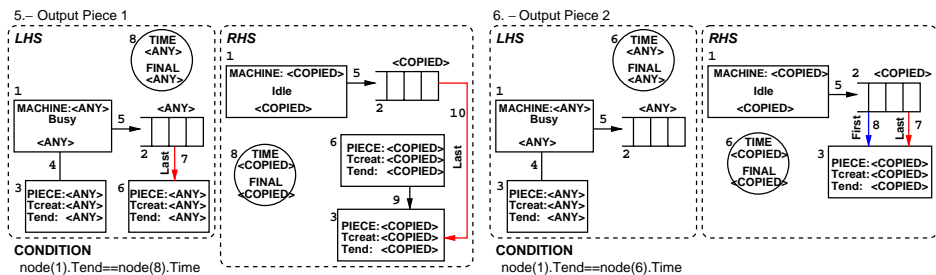 5.– Output Piece 1
LHS
8
TIME
<ANY>
FINAL
<ANY>
1
MACHINE:<ANY>
Busy
<ANY>
5
<ANY>
2
4
Last
7
3
PIECE:<ANY>
Tcreat:<ANY>
Tend: <ANY>
6
PIECE:<ANY>
Tcreat:<ANY>
Tend: <ANY>
CONDITION
node(1).Tend==node(8).Time
RHS
1
MACHINE: <COPIED>
Idle
<COPIED>
5
<COPIED>
2
10
Last
8
TIME
<COPIED>
FINAL
<COPIED>
6
PIECE: <COPIED>
Tcreat:<COPIED>
Tend: <COPIED>
9
3
PIECE:<COPIED>
Tcreat:<COPIED>
Tend: <COPIED>
6.– Output Piece 2
LHS
6
TIME
<ANY>
FINAL
<ANY>
1
MACHINE:<ANY>
Busy
<ANY>
5
<ANY>
2
4
3
PIECE:<ANY>
Tcreat:<ANY>
Tend: <ANY>
CONDITION
node(1).Tend==node(6).Time
RHS
1
MACHINE: <COPIED>
Idle
<COPIED>
5
2
<COPIED>
First
8
Last
7
6
TIME
<COPIED>
FINAL
<COPIED>
3
PIECE:<COPIED>
Tcreat:<COPIED>
Tend: <COPIED>